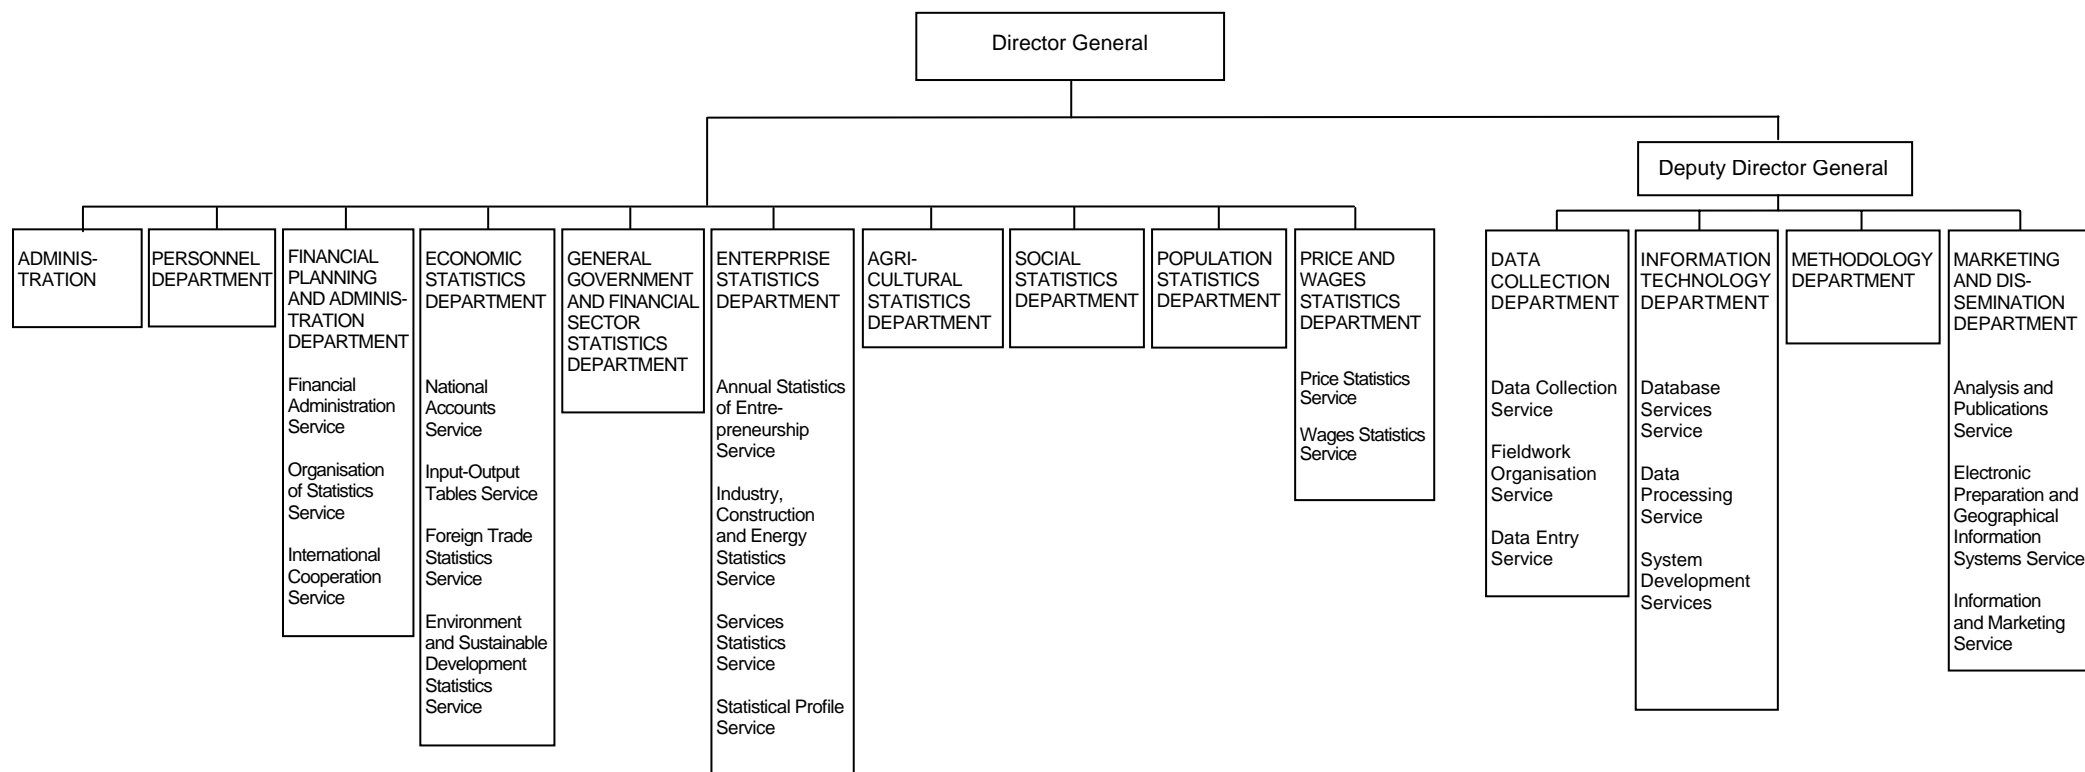 Director General
Deputy Director General
ADMINIS-
TRATION
PERSONNEL
DEPARTMENT
FINANCIAL
PLANNING
AND ADMINIS-
TRATION
DEPARTMENT
Financial
Administration
Service
Organisation
of Statistics
Service
International
Cooperation
Service
ECONOMIC
STATISTICS
DEPARTMENT
National
Accounts
Service
Input-Output
Tables Service
Foreign Trade
Statistics
Service
Environment
and Sustainable
Development
Statistics
Service
GENERAL
GOVERNMENT
AND FINANCIAL
SECTOR
STATISTICS
DEPARTMENT
ENTERPRISE
STATISTICS
DEPARTMENT
Annual Statistics
of Entre-
preneurship
Service
Industry,
Construction
and Energy
Statistics
Service
Services
Statistics
Service
Statistical Profile
Service
AGRI-
CULTURAL
STATISTICS
DEPARTMENT
SOCIAL
STATISTICS
DEPARTMENT
POPULATION
STATISTICS
DEPARTMENT
PRICE AND
WAGES
STATISTICS
DEPARTMENT
Price Statistics
Service
Wages Statistics
Service
DATA
COLLECTION
DEPARTMENT
Data Collection
Service
Fieldwork
Organisation
Service
Data Entry
Service
INFORMATION
TECHNOLOGY
DEPARTMENT
Database
Services
Service
Data
Processing
Service
System
Development
Services
METHODOLOGY
DEPARTMENT
MARKETING
AND DIS-
SEMINATION
DEPARTMENT
Analysis and
Publications
Service
Electronic
Preparation and
Geographical
Information
Systems Service
Information
and Marketing
Service